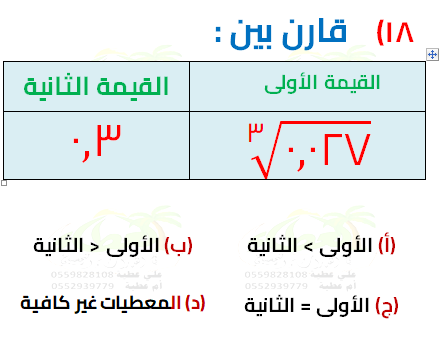 ١٨) قارن بين :
القيمة الأولى القيمة الثانية
٣√٠,٠٢٧ ٠,٣
(أ) الأولى > الثانية (ب) الأولى < الثانية
علي عطية 0559828108 علي عطية 0559828108
أم عطية 0552939779 أم عطية 0552939779
(ج) الأولى = الثانية (د) المعطيات غير كافية